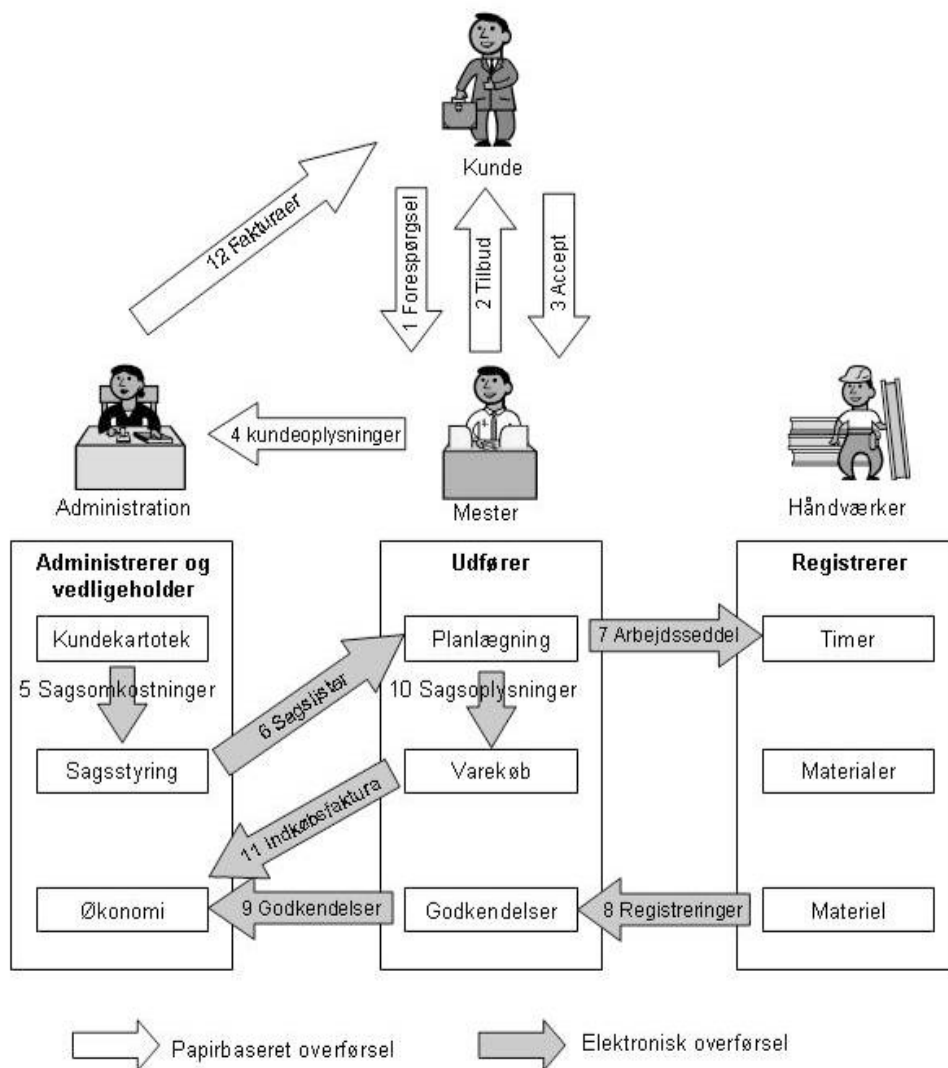 Kunde
12 Fakturaer
1 Forespørgsel
2 Tilbud
3 Accept
4 kundeoplysninger
Administration
Mester
Håndværker
Administrerer og
vedligeholder
Udfører
Registrerer
Kundekartotek
Planlægning
7 Arbejdsseddel
Timer
5 Sagsomkostninger
6 Sagslister
10 Sagsoplysninger
Sagsstyring
Varekøb
Materialer
11 Indkøbsfaktura
Økonomi
9 Godkendelser
Godkendelser
8 Registreringer
Materiel
Papirbaseret overførsel
Elektronisk overførsel